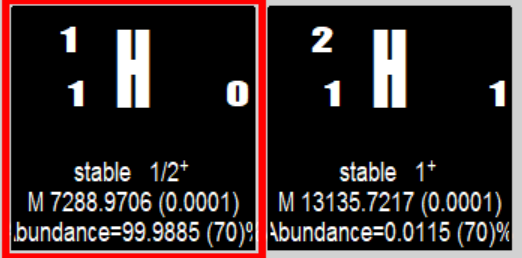 1
H
1 0
stable 1/2+
M 7288.9706 (0.0001)
bundance=99.9885 (70)%
2
H
1 1
stable 1+
M 13135.7217 (0.0001)
Abundance=0.0115 (70)%